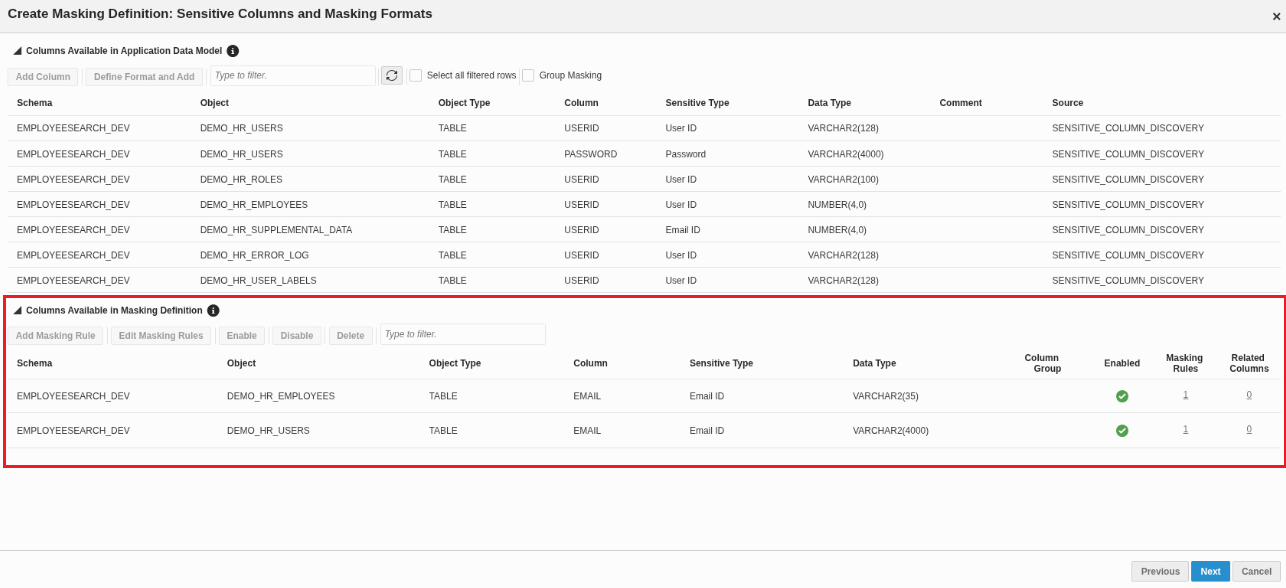 Create Masking Definition: Sensitive Columns and Masking Formats ×
Columns Available in Application Data Model i
Add Column Define Format and Add Type to filter. Select all filtered rows Group Masking
Schema Object Object Type Column Sensitive Type Data Type Comment Source
EMPLOYEESEARCH_DEV DEMO_HR_USERS TABLE USERID User ID VARCHAR2(128) SENSITIVE_COLUMN_DISCOVERY
EMPLOYEESEARCH_DEV DEMO_HR_USERS TABLE PASSWORD Password VARCHAR2(4000) SENSITIVE_COLUMN_DISCOVERY
EMPLOYEESEARCH_DEV DEMO_HR_ROLES TABLE USERID User ID VARCHAR2(100) SENSITIVE_COLUMN_DISCOVERY
EMPLOYEESEARCH_DEV DEMO_HR_EMPLOYEES TABLE USERID User ID NUMBER(4,0) SENSITIVE_COLUMN_DISCOVERY
EMPLOYEESEARCH_DEV DEMO_HR_SUPPLEMENTAL_DATA TABLE USERID Email ID NUMBER(4,0) SENSITIVE_COLUMN_DISCOVERY
EMPLOYEESEARCH_DEV DEMO_HR_ERROR_LOG TABLE USERID User ID VARCHAR2(128) SENSITIVE_COLUMN_DISCOVERY
EMPLOYEESEARCH_DEV DEMO_HR_USER_LABELS TABLE USERID User ID VARCHAR2(128) SENSITIVE_COLUMN_DISCOVERY
Columns Available in Masking Definition i
Add Masking Rule Edit Masking Rules Enable Disable Delete Type to filter.
Schema Object Object Type Column Sensitive Type Data Type Column Group Enabled Masking Rules Related Columns
EMPLOYEESEARCH_DEV DEMO_HR_EMPLOYEES TABLE EMAIL Email ID VARCHAR2(35) 1 0
EMPLOYEESEARCH_DEV DEMO_HR_USERS TABLE EMAIL Email ID VARCHAR2(4000) 1 0
Previous Next Cancel